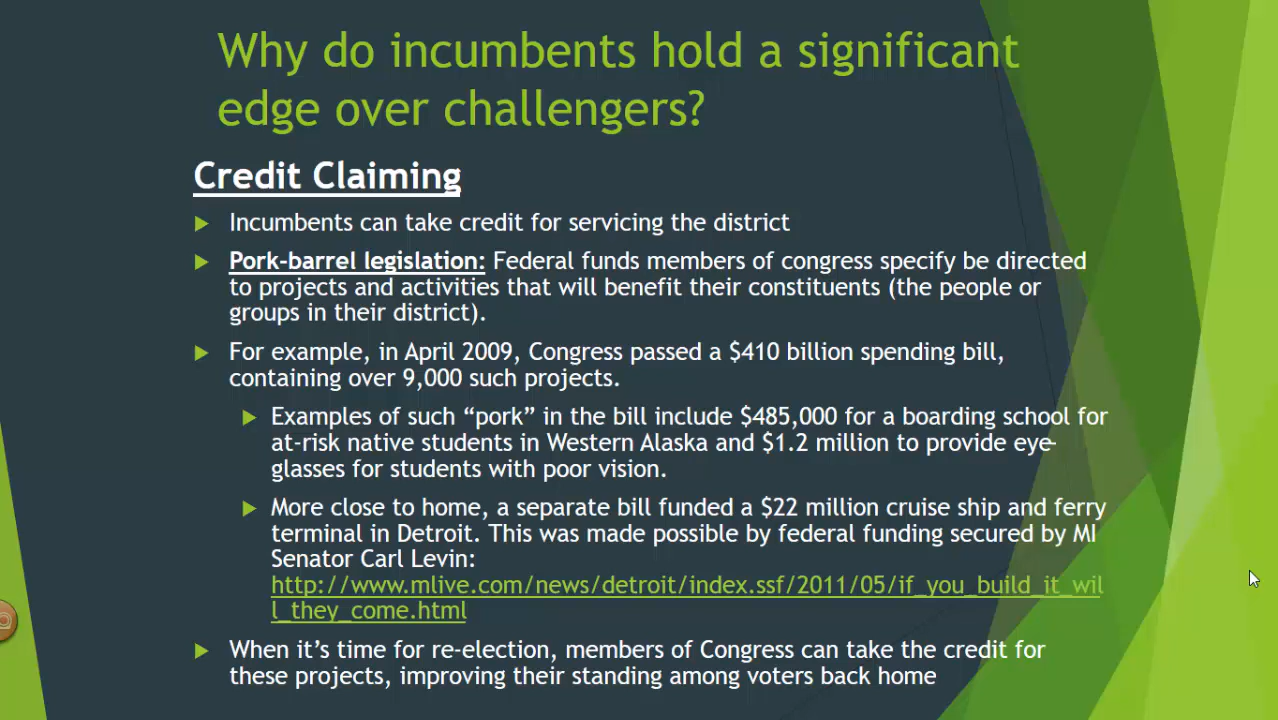 Why do incumbents hold a significant
edge over challengers?
Credit Claiming
Incumbents can take credit for servicing the district
Pork-barrel legislation: Federal funds members of congress specify be directed
to projects and activities that will benefit their constituents (the people or
groups in their district).
For example, in April 2009, Congress passed a $410 billion spending bill,
containing over 9,000 such projects.
Examples of such “pork” in the bill include $485,000 for a boarding school for
at-risk native students in Western Alaska and $1.2 million to provide eye-
glasses for students with poor vision.
More close to home, a separate bill funded a $22 million cruise ship and ferry
terminal in Detroit. This was made possible by federal funding secured by MI
Senator Carl Levin:
http://www.mlive.com/news/detroit/index.ssf/2011/05/if_you_build_it_wil
l_they_come.html
When it’s time for re-election, members of Congress can take the credit for
these projects, improving their standing among voters back home